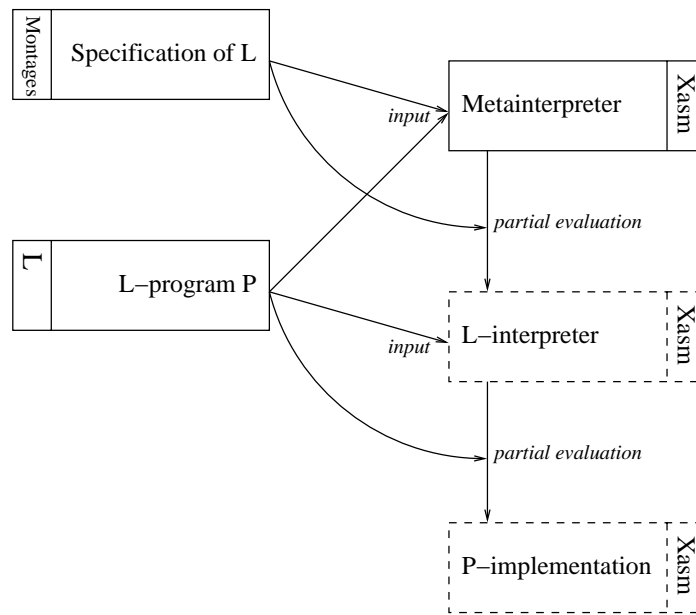 Montages
Specification of L
Metainterpreter
Xasm
input
partial evaluation
L
L–program P
L–interpreter
Xasm
input
partial evaluation
P–implementation
Xasm